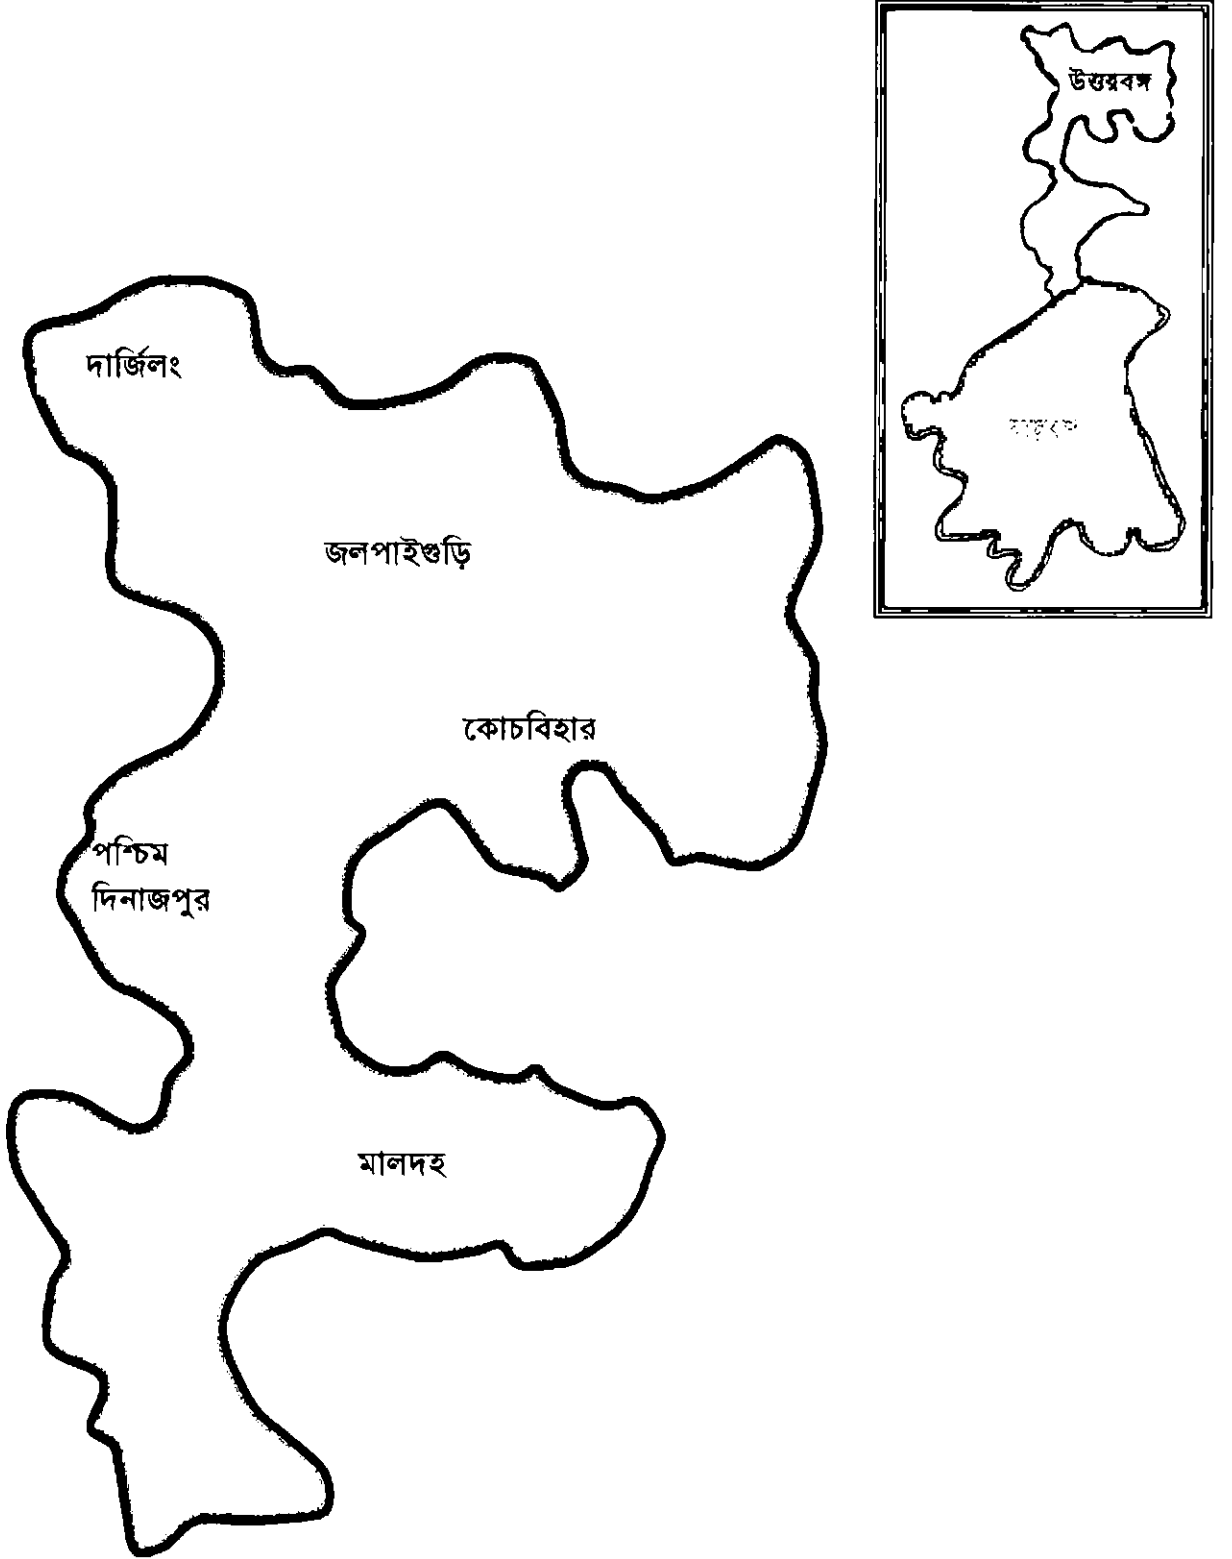 উত্তরবঙ্গ
দার্জিলিং
জলপাইগুড়ি
কোচবিহার
পশ্চিম
দিনাজপুর
মালদহ